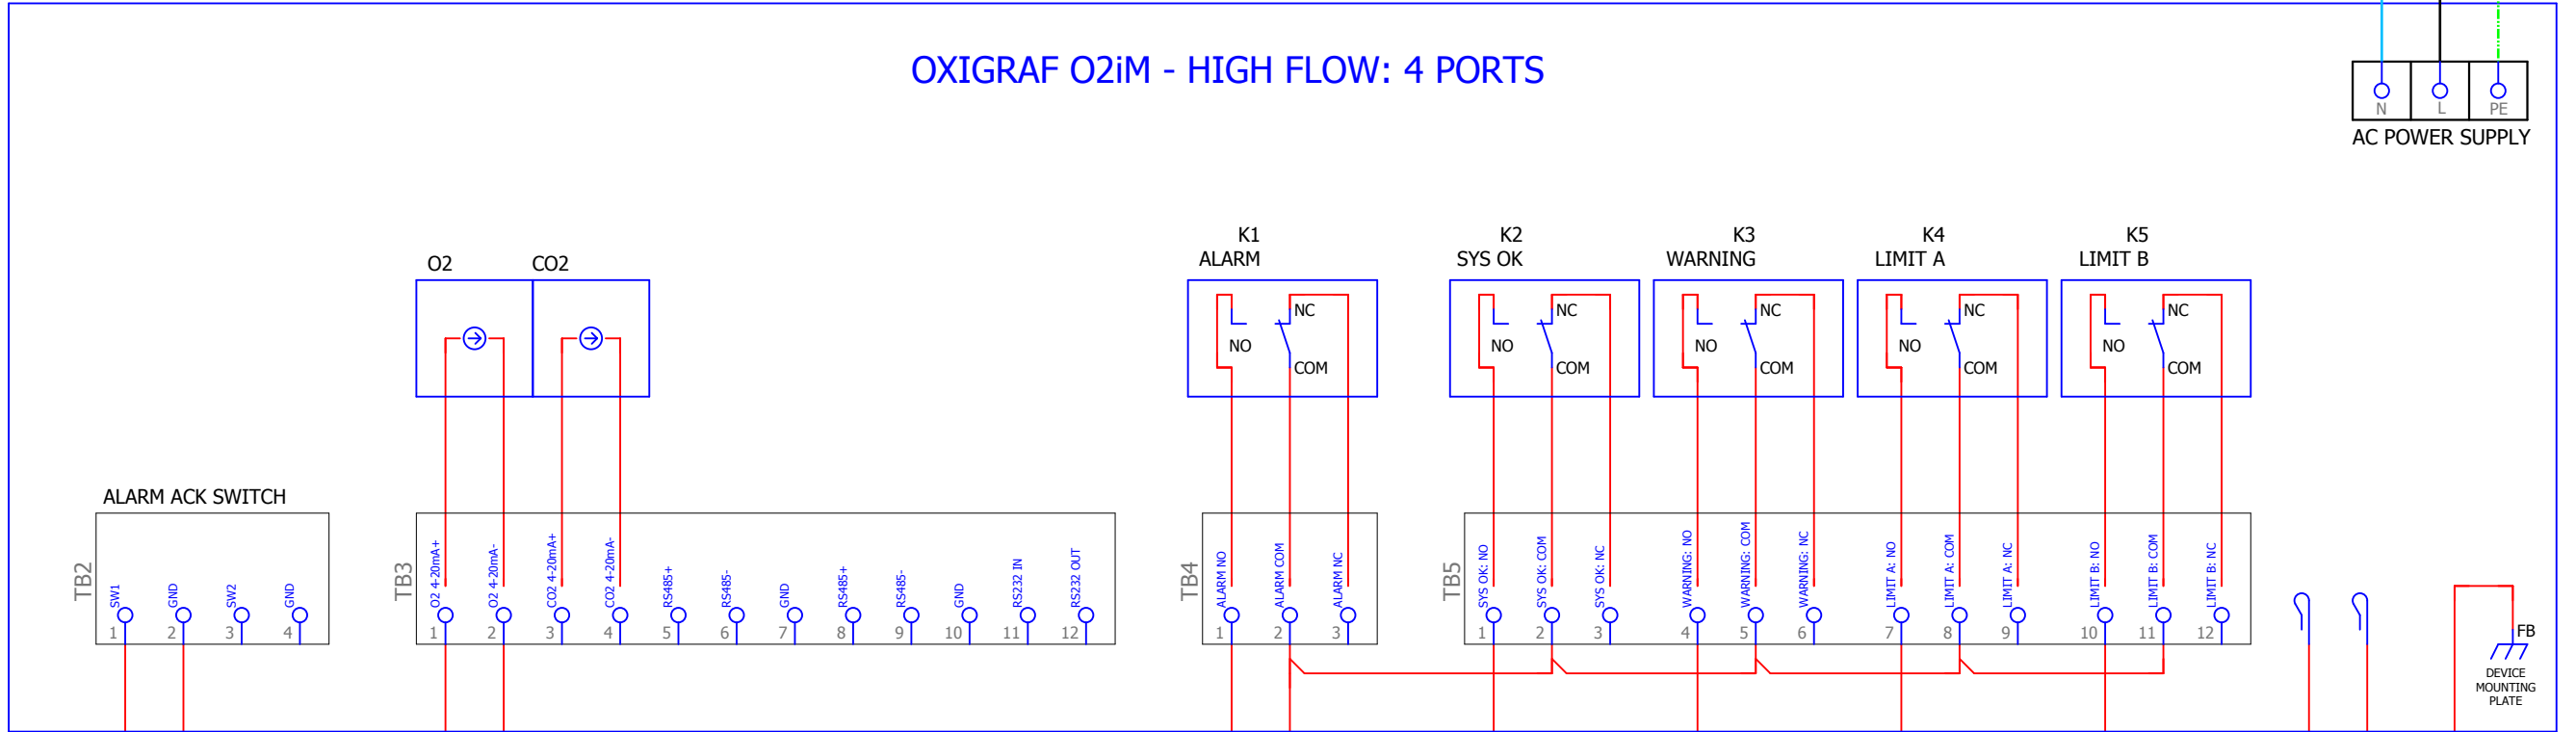 OXIGRAF O2iM - HIGH FLOW: 4 PORTS
N L PE
AC POWER SUPPLY
K1
ALARM
K2
SYS OK
K3
WARNING
K4
LIMIT A
K5
LIMIT B
O2 CO2
NC
NO
COM
NC
NO
COM
NC
NO
COM
NC
NO
COM
NC
NO
COM
ALARM ACK SWITCH
TB2
SW1
GND
SW2
GND
1 2 3 4
TB3
O2 4-20mA+
O2 4-20mA-
CO2 4-20mA+
CO2 4-20mA-
RS485+
RS485-
GND
RS485+
RS485-
GND
RS232 IN
RS232 OUT
1 2 3 4 5 6 7 8 9 10 11 12
TB4
ALARM NO
ALARM COM
ALARM NC
1 2 3
TB5
SYS OK: NO
SYS OK: COM
SYS OK: NC
WARNING: NO
WARNING: COM
WARNING: NC
LIMIT A: NO
LIMIT A: COM
LIMIT A: NC
LIMIT B: NO
LIMIT B: COM
LIMIT B: NC
1 2 3 4 5 6 7 8 9 10 11 12
FB
DEVICE
MOUNTING
PLATE